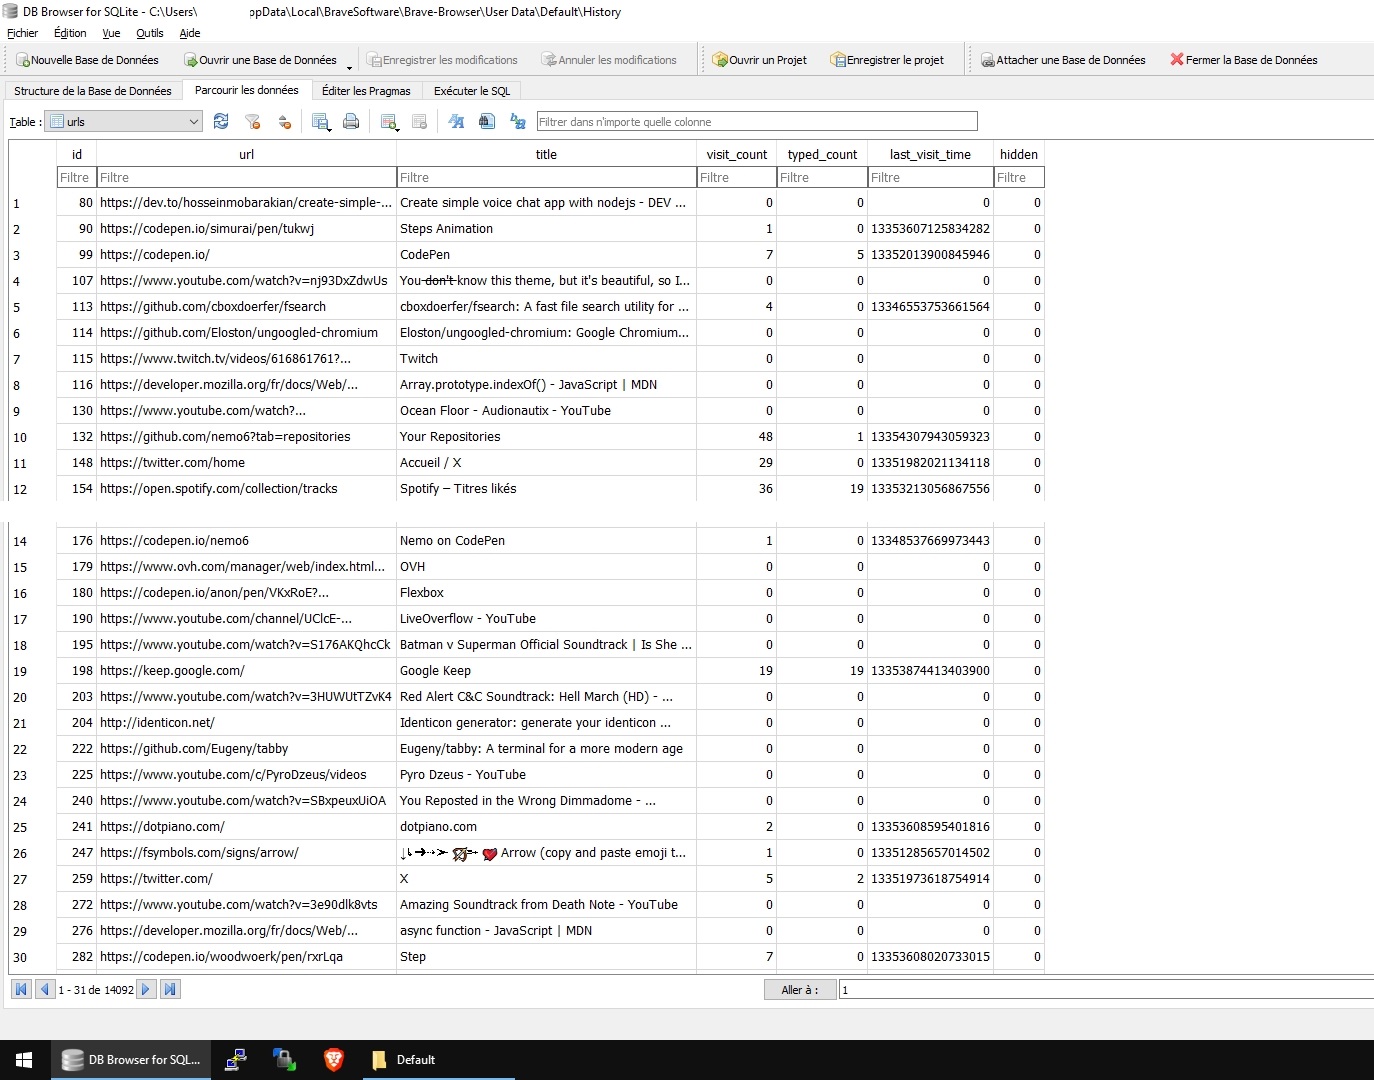 DB Browser for SQLite - C:\Users\ ppData\Local\BraveSoftware\Brave-Browser\User Data\Default\History
Fichier Édition Vue Outils Aide
Nouvelle Base de Données Ouvrir une Base de Données Enregistrer les modifications Annuler les modifications Ouvrir un Projet Enregistrer le projet Attacher une Base de Données Fermer la Base de Données
Structure de la Base de Données Parcourir les données Éditer les Pragmas Exécuter le SQL
Table : urls Filtrer dans n'importe quelle colonne
id url title visit_count typed_count last_visit_time hidden
Filtre Filtre Filtre Filtre Filtre Filtre Filtre
1 80 https://dev.to/hosseinmobarakian/create-simple-... Create simple voice chat app with nodejs - DEV ... 0 0 0 0
2 90 https://codepen.io/simurai/pen/tukwj Steps Animation 1 0 13353607125834282 0
3 99 https://codepen.io/ CodePen 7 5 13352013900845946 0
4 107 https://www.youtube.com/watch?v=nj93DxZdwUs You don't know this theme, but it's beautiful, so I... 0 0 0 0
5 113 https://github.com/cboxdoerfer/fsearch cboxdoerfer/fsearch: A fast file search utility for ... 4 0 13346553753661564 0
6 114 https://github.com/Eloston/ungoogled-chromium Eloston/ungoogled-chromium: Google Chromium... 0 0 0 0
7 115 https://www.twitch.tv/videos/616861761?... Twitch 0 0 0 0
8 116 https://developer.mozilla.org/fr/docs/Web/... Array.prototype.indexOf() - JavaScript | MDN 0 0 0 0
9 130 https://www.youtube.com/watch?... Ocean Floor - Audionautix - YouTube 0 0 0 0
10 132 https://github.com/nemo6?tab=repositories Your Repositories 48 1 13354307943059323 0
11 148 https://twitter.com/home Accueil / X 29 0 13351982021134118 0
12 154 https://open.spotify.com/collection/tracks Spotify – Titres likés 36 19 13353213056867556 0
14 176 https://codepen.io/nemo6 Nemo on CodePen 1 0 13348537669973443 0
15 179 https://www.ovh.com/manager/web/index.html... OVH 0 0 0 0
16 180 https://codepen.io/anon/pen/VKxRoE?... Flexbox 0 0 0 0
17 190 https://www.youtube.com/channel/UClcE-... LiveOverflow - YouTube 0 0 0 0
18 195 https://www.youtube.com/watch?v=S176AKQhcCk Batman v Superman Official Soundtrack | Is She ... 0 0 0 0
19 198 https://keep.google.com/ Google Keep 19 19 13353874413403900 0
20 203 https://www.youtube.com/watch?v=3HUWUtTZvK4 Red Alert C&C Soundtrack: Hell March (HD) - ... 0 0 0 0
21 204 http://identicon.net/ Identicon generator: generate your identicon ... 0 0 0 0
22 222 https://github.com/Eugeny/tabby Eugeny/tabby: A terminal for a more modern age 0 0 0 0
23 225 https://www.youtube.com/c/PyroDzeus/videos Pyro Dzeus - YouTube 0 0 0 0
24 240 https://www.youtube.com/watch?v=SBxpeuxUiOA You Reposted in the Wrong Dimmadome - ... 0 0 0 0
25 241 https://dotpiano.com/ dotpiano.com 2 0 13353608595401816 0
26 247 https://fsymbols.com/signs/arrow/ Arrow (copy and paste emoji t... 1 0 13351285657014502 0
27 259 https://twitter.com/ X 5 2 13351973618754914 0
28 272 https://www.youtube.com/watch?v=3e90dlk8vts Amazing Soundtrack from Death Note - YouTube 0 0 0 0
29 276 https://developer.mozilla.org/fr/docs/Web/... async function - JavaScript | MDN 0 0 0 0
30 282 https://codepen.io/woodwoerk/pen/rxrLqa Step 7 0 13353608020733015 0
1 - 31 de 14092 Aller à : 1
DB Browser for SQL... Default